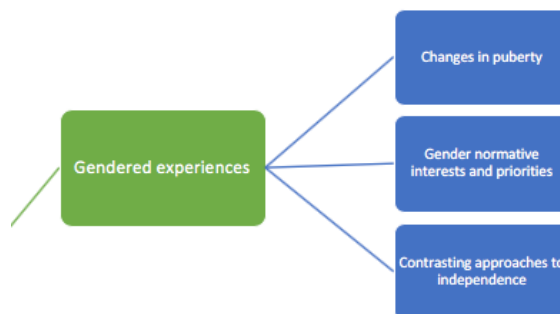 Changes in puberty
Gendered experiences
Gender normative
interests and priorities
Contrasting approaches to
independence